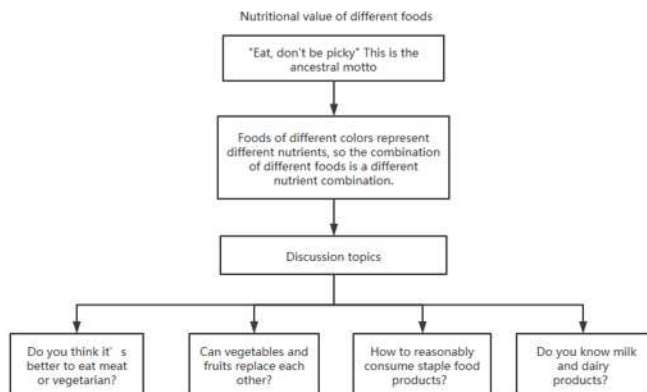 Nutritional value of different foods
"Eat, don't be picky" This is the
ancestral motto
Foods of different colors represent
different nutrients, so the combination
of different foods is a different
nutrient combination.
Discussion topics
Do you think it' s
better to eat meat
or vegetarian?
Can vegetables and
fruits replace each
other?
How to reasonably
consume staple food
products?
Do you know milk
and dairy
products?